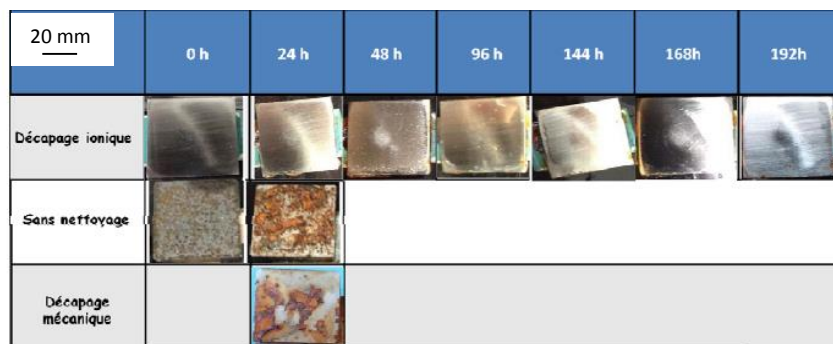 20 mm
0 h 24 h 48 h 96 h 144 h 168h 192h
Décapage ionique
Sans nettoyage
Décapage
mécanique